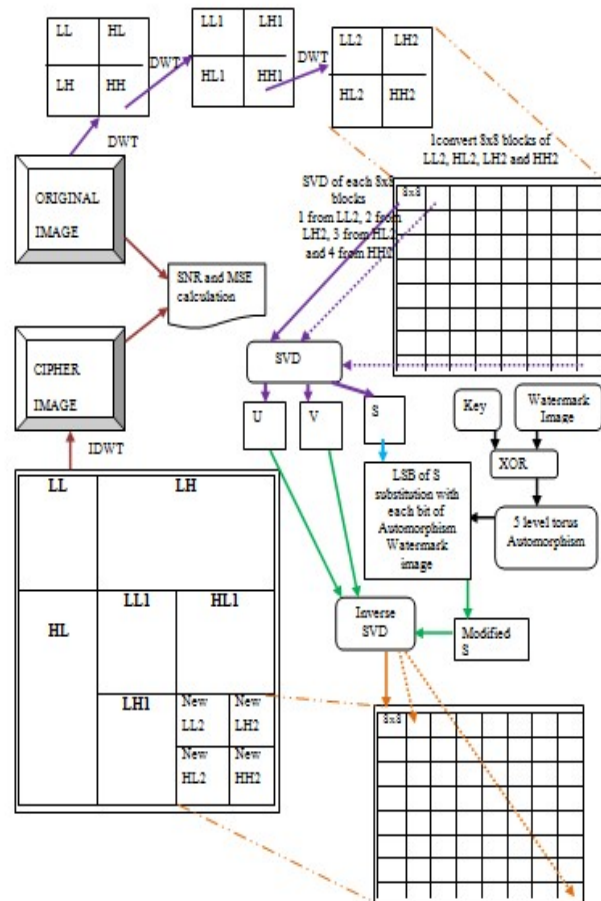 LL HL
LH HH
DWT
LL1 LH1
HL1 HH1
DWT
LL2 LH2
HL2 HH2
DWT
ORIGINAL
IMAGE
1convert 8x8 blocks of
LL2, HL2, LH2 and HH2
SVD of each 8x8
blocks
1 from LL2, 2 from
LH2, 3 from HL2
and 4 from HH2
8x8
SNR and MSE
calculation
CIPHER
IMAGE
SVD
U
V
S
Key
Watermark
Image
XOR
5 level torus
Automorphism
LSB of S
substitution with
each bit of
Automorphism
Watermark
image
IDWT
LL LH
HL
LL1 HL1
LH1
New
LL2
New
LH2
New
HL2
New
HH2
Inverse
SVD
Modified
S
8x8